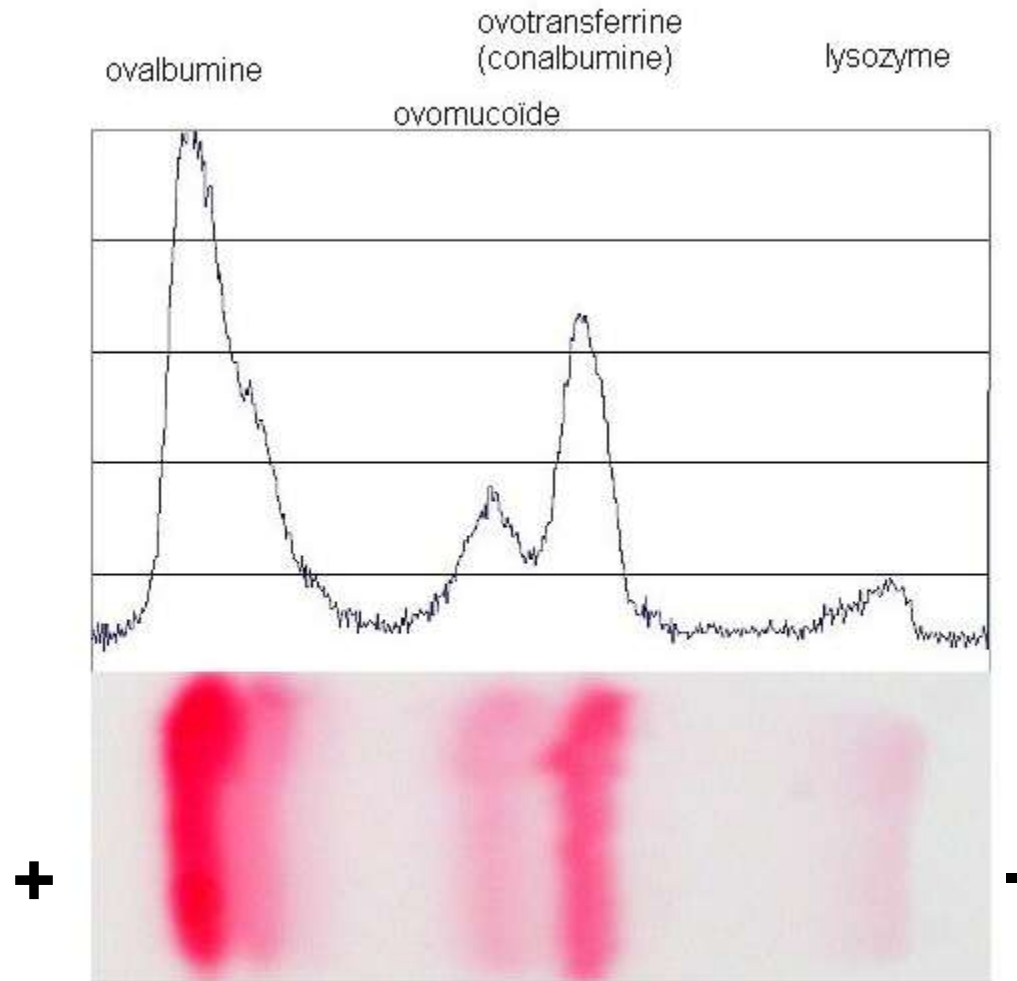 ovotransferrine
(conalbumine)
ovalbumine
lysozyme
ovomucoïde
+
-